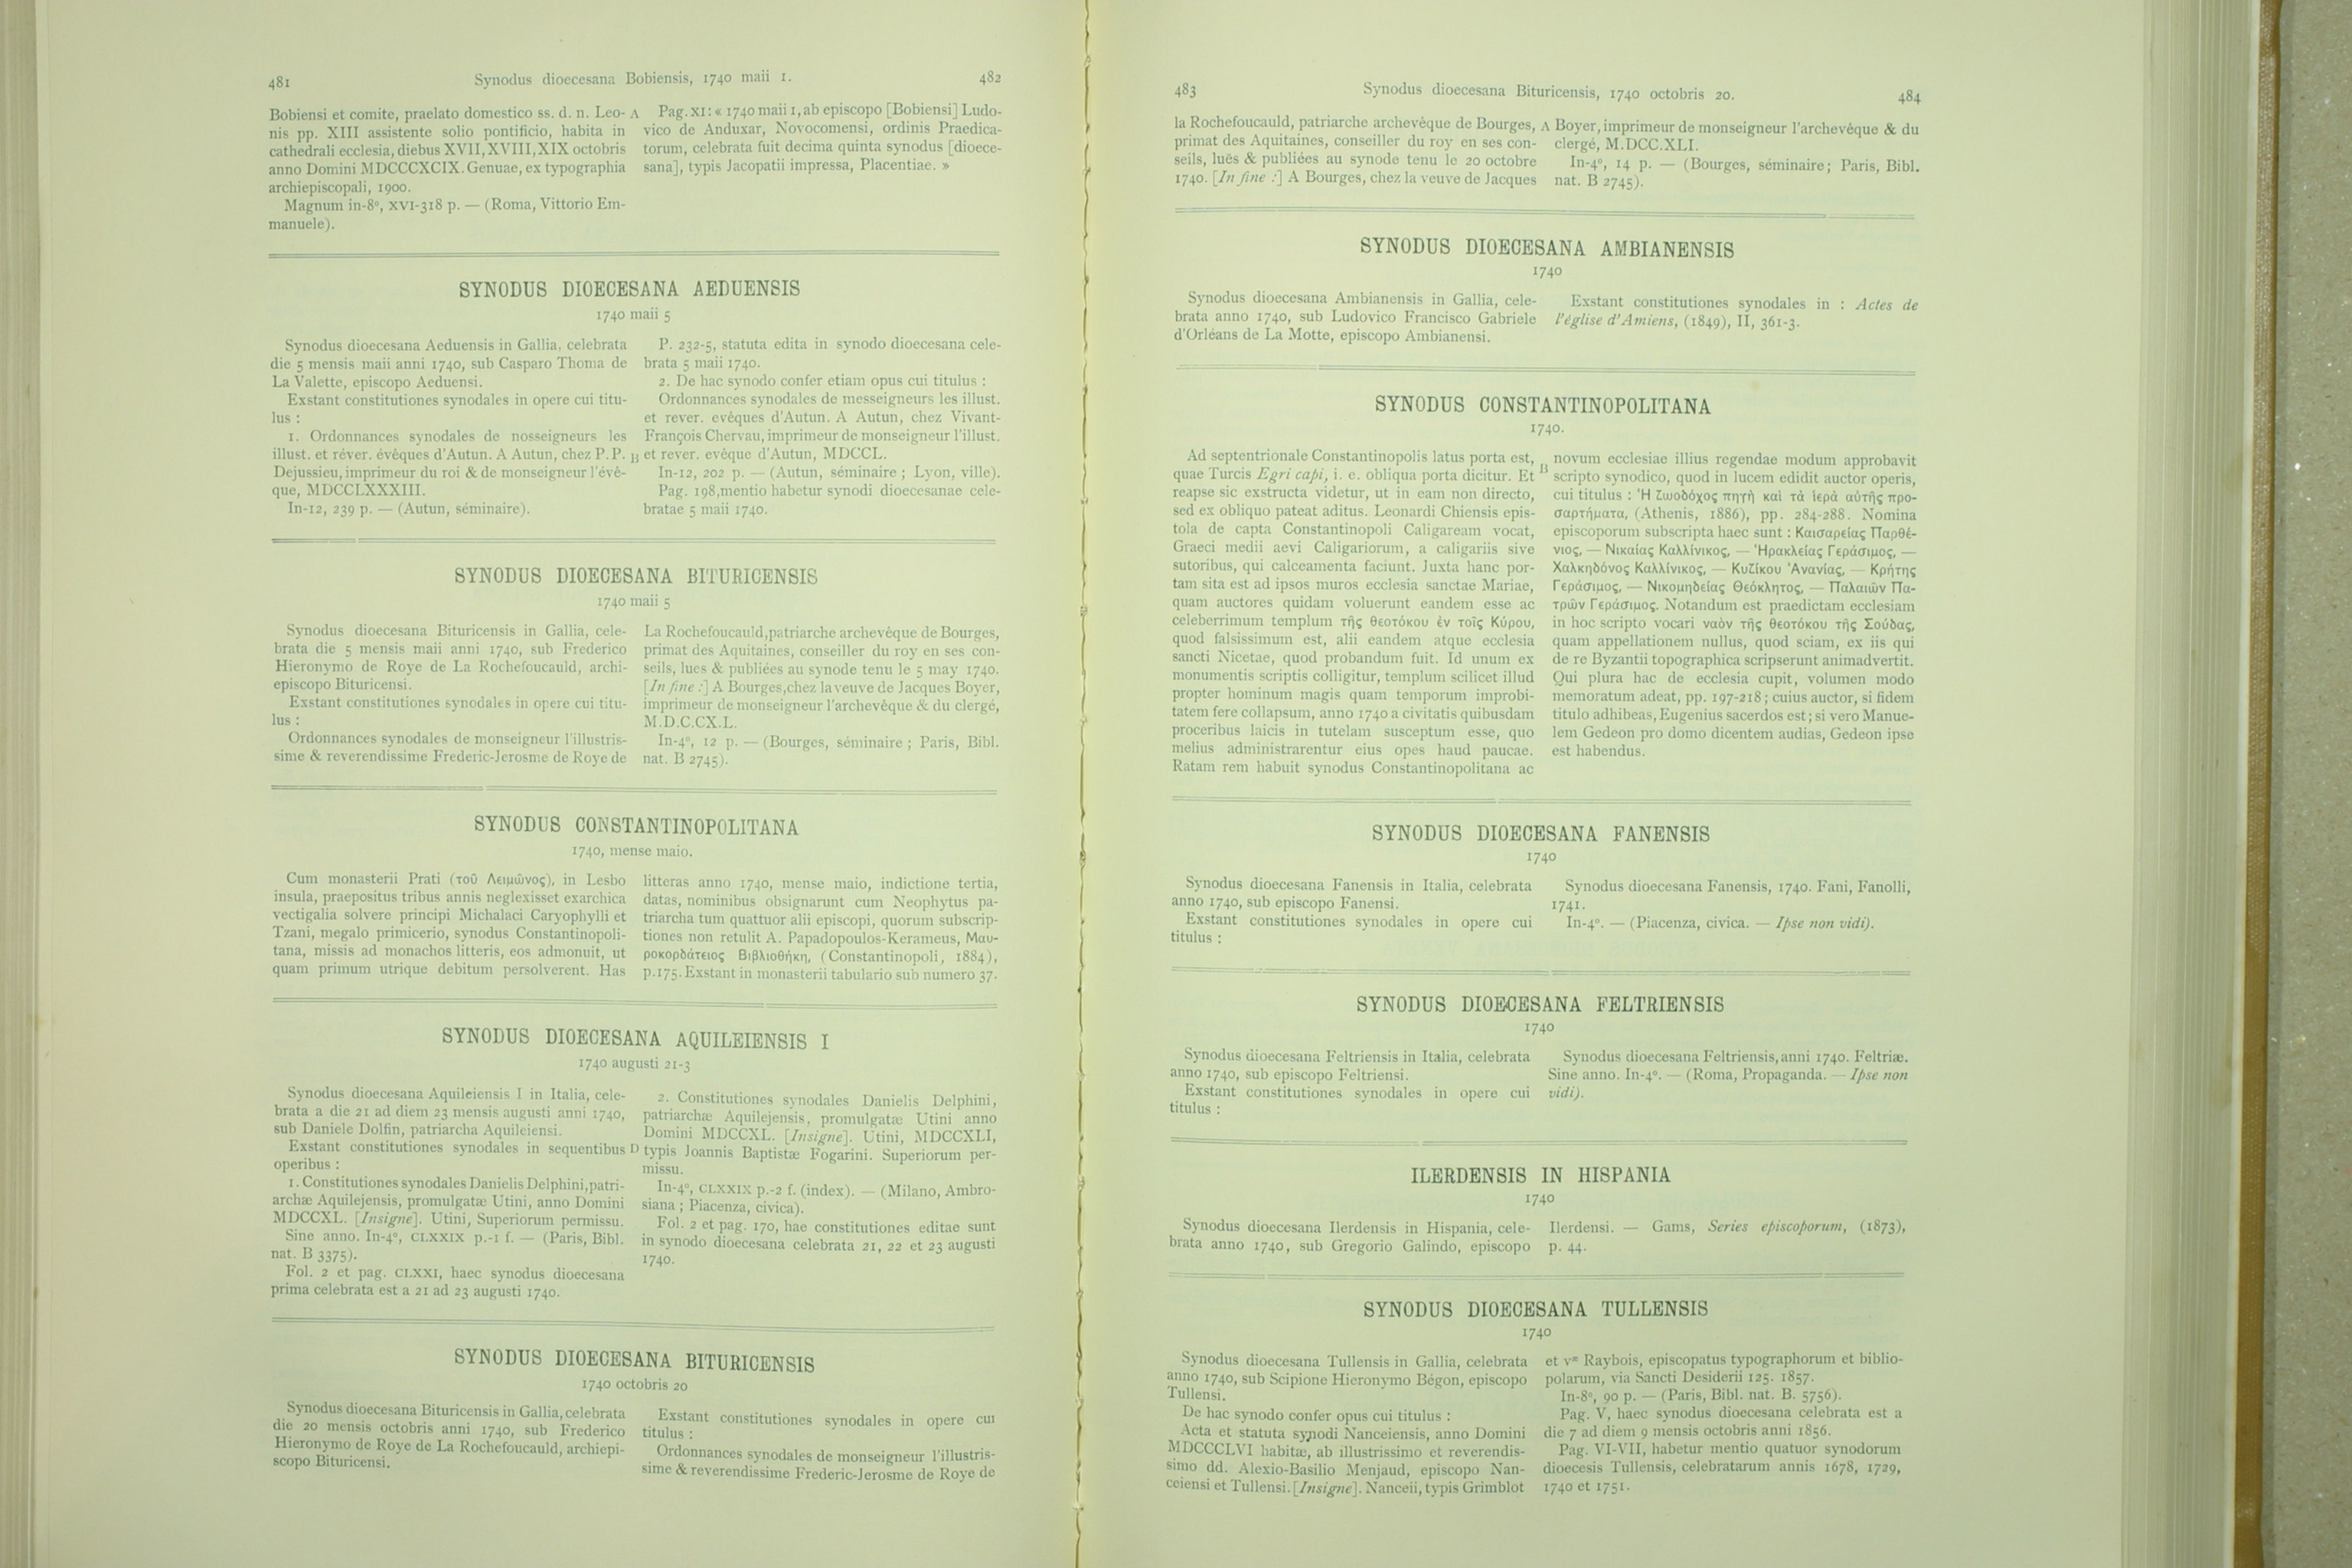 481
Synodus dioecesana Bobiensis, 1740 maii 1.
482
Bobiensi et comite, praelato domestico ss. d. n. Leo-
nis pp. XIII assistente solio pontificio, habita in
cathedrali ecclesia, diebus XVII, XVIII, XIX octobris
anno Domini MDCCCXCIX. Genuae, ex typographia
archiepiscopali, 1900.
Magnum in-8º, XVI-318 p. — (Roma, Vittorio Em-
manuele).
A
Pag. XI: « 1740 maii 1, ab episcopo [Bobiensi] Ludo-
vico de Anduxar, Novocomensi, ordinis Praedica-
torum, celebrata fuit decima quinta synodus [dioece-
sana], typis Jacopatii impressa, Placentiae. »
SYNODUS DIOECESANA AEDUENSIS
1740 maii 5
Synodus dioecesana Aeduensis in Gallia, celebrata
die 5 mensis maii anni 1740, sub Casparo Thoma de
La Valette, episcopo Aeduensi.
Exstant constitutiones synodales in opere cui titu-
lus :
1. Ordonnances synodales de nosseigneurs les
illust. et réver. évêques d'Autun. A Autun, chez P. P.
Dejussieu, imprimeur du roi & de monseigneur l'évê-
que, MDCCLXXXIII.
In-12, 239 p. — (Autun, séminaire).
B
P. 232-5, statuta edita in synodo dioecesana cele-
brata 5 maii 1740.
2. De hac synodo confer etiam opus cui titulus :
Ordonnances synodales de messeigneurs les illust.
et rever. evêques d'Autun. A Autun, chez Vivant-
François Chervau, imprimeur de monseigneur l'illust.
et rever. evêque d'Autun, MDCCL.
In-12, 202 p. — (Autun, séminaire ; Lyon, ville).
Pag. 198, mentio habetur synodi dioecesanae cele-
bratae 5 maii 1740.
SYNODUS DIOECESANA BITURICENSIS
1740 maii 5
Synodus dioecesana Bituricensis in Gallia, cele-
brata die 5 mensis maii anni 1740, sub Frederico
Hieronymo de Roye de La Rochefoucauld, archi-
episcopo Bituricensi.
Exstant constitutiones synodales in opere cui titu-
lus :
Ordonnances synodales de monseigneur l'illustris-
sime & reverendissime Frederic-Jerosme de Roye de
La Rochefoucauld, patriarche archevêque de Bourges,
primat des Aquitaines, conseiller du roy en ses con-
seils, lues & publiées au synode tenu le 5 may 1740.
[In fine :] A Bourges, chez la veuve de Jacques Boyer,
imprimeur de monseigneur l'archevêque & du clergé,
M.D.C.CX.L.
In-4º, 12 p. — (Bourges, séminaire ; Paris, Bibl.
nat. B 2745).
SYNODUS CONSTANTINOPOLITANA
1740, mense maio.
Cum monasterii Prati (τοῦ Λειμῶνος), in Lesbo
insula, praepositus tribus annis neglexisset exarchica
vectigalia solvere principi Michalaci Caryophylli et
Tzani, megalo primicerio, synodus Constantinopoli-
tana, missis ad monachos litteris, eos admonuit, ut
quam primum utrique debitum persolverent. Has
litteras anno 1740, mense maio, indictione tertia,
datas, nominibus obsignarunt cum Neophytus pa-
triarcha tum quattuor alii episcopi, quorum subscrip-
tiones non retulit A. Papadopoulos-Kerameus, Μαυ-
ροκορδάτειος Βιβλιοθήκη, (Constantinopoli, 1884),
p. 175. Exstant in monasterii tabulario sub numero 37.
SYNODUS DIOECESANA AQUILEIENSIS I
1740 augusti 21-3
Synodus dioecesana Aquileiensis I in Italia, cele-
brata a die 21 ad diem 23 mensis augusti anni 1740,
sub Daniele Dolfin, patriarcha Aquileiensi.
Exstant constitutiones synodales in sequentibus
operibus :
1. Constitutiones synodales Danielis Delphini, patri-
archæ Aquilejensis, promulgatæ Utini, anno Domini
MDCCXL. [Insigne]. Utini, Superiorum permissu.
Sine anno. In-4º, CLXXIX p.-1 f. — (Paris, Bibl.
nat. B 3375).
Fol. 2 et pag. CLXXI, haec synodus dioecesana
prima celebrata est a 21 ad 23 augusti 1740.
D
2. Constitutiones synodales Danielis Delphini,
patriarchæ Aquilejensis, promulgatæ Utini anno
Domini MDCCXL. [Insigne]. Utini, MDCCXLI,
typis Joannis Baptistæ Fogarini. Superiorum per-
missu.
In-4º, CLXXIX p.-2 f. (index). — (Milano, Ambro-
siana ; Piacenza, civica).
Fol. 2 et pag. 170, hae constitutiones editae sunt
in synodo dioecesana celebrata 21, 22 et 23 augusti
1740.
SYNODUS DIOECESANA BITURICENSIS
1740 octobris 20
Synodus dioecesana Bituricensis in Gallia, celebrata
die 20 mensis octobris anni 1740, sub Frederico
Hieronymo de Roye de La Rochefoucauld, archiepi-
scopo Bituricensi.
Exstant constitutiones synodales in opere cui
titulus :
Ordonnances synodales de monseigneur l'illustris-
sime & reverendissime Frederic-Jerosme de Roye de
483
Synodus dioecesana Bituricensis, 1740 octobris 20.
484
la Rochefoucauld, patriarche archevêque de Bourges,
primat des Aquitaines, conseiller du roy en ses con-
seils, luës & publiées au synode tenu le 20 octobre
1740. [In fine :] A Bourges, chez la veuve de Jacques
A
Boyer, imprimeur de monseigneur l'archevêque & du
clergé, M.DCC.XLI.
In-4º, 14 p. — (Bourges, séminaire; Paris, Bibl.
nat. B 2745).
SYNODUS DIOECESANA AMBIANENSIS
1740
Synodus dioecesana Ambianensis in Gallia, cele-
brata anno 1740, sub Ludovico Francisco Gabriele
d'Orléans de La Motte, episcopo Ambianensi.
Exstant constitutiones synodales in : Actes de
l'église d'Amiens, (1849), II, 361-3.
SYNODUS CONSTANTINOPOLITANA
1740.
Ad septentrionale Constantinopolis latus porta est,
quae Turcis Egri capi, i. e. obliqua porta dicitur. Et
reapse sic exstructa videtur, ut in eam non directo,
sed ex obliquo pateat aditus. Leonardi Chiensis epis-
tola de capta Constantinopoli Caligaream vocat,
Graeci medii aevi Caligariorum, a caligariis sive
sutoribus, qui calceamenta faciunt. Juxta hanc por-
tam sita est ad ipsos muros ecclesia sanctae Mariae,
quam auctores quidam voluerunt eandem esse ac
celeberrimum templum τῆς θεοτόκου ἐν τοῖς Κύρου,
quod falsissimum est, alii eandem atque ecclesia
sancti Nicetae, quod probandum fuit. Id unum ex
monumentis scriptis colligitur, templum scilicet illud
propter hominum magis quam temporum improbi-
tatem fere collapsum, anno 1740 a civitatis quibusdam
proceribus laicis in tutelam susceptum esse, quo
melius administrarentur eius opes haud paucae.
Ratam rem habuit synodus Constantinopolitana ac
B
novum ecclesiae illius regendae modum approbavit
scripto synodico, quod in lucem edidit auctor operis,
cui titulus : Ἡ Ζωοδόχος πηγὴ καὶ τὰ ἱερὰ αὐτῆς προ-
σαρτήματα, (Athenis, 1886), pp. 284-288. Nomina
episcoporum subscripta haec sunt : Καισαρείας Παρθέ-
νιος, — Νικαίας Καλλίνικος, — Ἡρακλείας Γεράσιμος, —
Χαλκηδόνος Καλλίνικος, — Κυζίκου Ἀνανίας, — Κρήτης
Γεράσιμος, — Νικομηδείας Θεόκλητος, — Παλαιῶν Πα-
τρῶν Γεράσιμος. Notandum est praedictam ecclesiam
in hoc scripto vocari ναὸν τῆς θεοτόκου τῆς Σούδας,
quam appellationem nullus, quod sciam, ex iis qui
de re Byzantii topographica scripserunt animadvertit.
Qui plura hac de ecclesia cupit, volumen modo
memoratum adeat, pp. 197-218; cuius auctor, si fidem
titulo adhibeas, Eugenius sacerdos est; si vero Manue-
lem Gedeon pro domo dicentem audias, Gedeon ipse
est habendus.
SYNODUS DIOECESANA FANENSIS
1740
Synodus dioecesana Fanensis in Italia, celebrata
anno 1740, sub episcopo Fanensi.
Exstant constitutiones synodales in opere cui
titulus :
Synodus dioecesana Fanensis, 1740. Fani, Fanolli,
1741.
In-4º. — (Piacenza, civica. — Ipse non vidi).
SYNODUS DIOECESANA FELTRIENSIS
1740
Synodus dioecesana Feltriensis in Italia, celebrata
anno 1740, sub episcopo Feltriensi.
Exstant constitutiones synodales in opere cui
titulus :
Synodus dioecesana Feltriensis, anni 1740. Feltriæ.
Sine anno. In-4º. — (Roma, Propaganda. — Ipse non
vidi).
ILERDENSIS IN HISPANIA
1740
Synodus dioecesana Ilerdensis in Hispania, cele-
brata anno 1740, sub Gregorio Galindo, episcopo
Ilerdensi. — Gams, Series episcoporum, (1873),
p. 44.
SYNODUS DIOECESANA TULLENSIS
1740
Synodus dioecesana Tullensis in Gallia, celebrata
anno 1740, sub Scipione Hieronymo Bégon, episcopo
Tullensi.
De hac synodo confer opus cui titulus :
Acta et statuta synodi Nanceiensis, anno Domini
MDCCCLVI habitæ, ab illustrissimo et reverendis-
simo dd. Alexio-Basilio Menjaud, episcopo Nan-
ceiensi et Tullensi. [Insigne]. Nanceii, typis Grimblot
et vᵉ Raybois, episcopatus typographorum et biblio-
polarum, via Sancti Desiderii 125. 1857.
In-8º, 90 p. — (Paris, Bibl. nat. B. 5756).
Pag. V, haec synodus dioecesana celebrata est a
die 7 ad diem 9 mensis octobris anni 1856.
Pag. VI-VII, habetur mentio quatuor synodorum
dioecesis Tullensis, celebratarum annis 1678, 1729,
1740 et 1751.